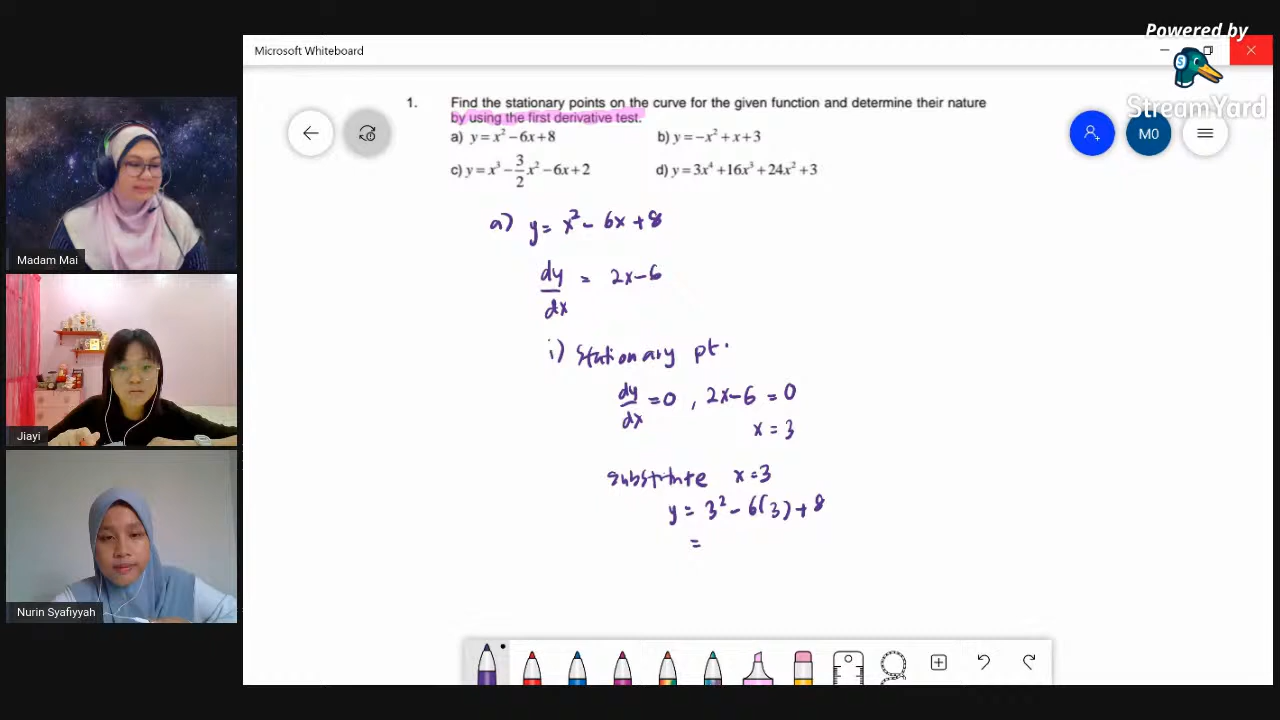 Powered by
StreamYard
Microsoft Whiteboard
1. Find the stationary points on the curve for the given function and determine their nature
by using the first derivative test.
a) y = x² − 6x + 8 b) y = −x² + x + 3
c) y = x³ − 3/2 x² − 6x + 2 d) y = 3x⁴ + 16x³ + 24x² + 3
M0
a) y = x² − 6x + 8
dy/dx = 2x − 6
i) Stationary pt.
dy/dx = 0 , 2x − 6 = 0
x = 3
substitute x = 3
y = 3² − 6(3) + 8
=
Madam Mai
Jiayi
Nurin Syafiyyah